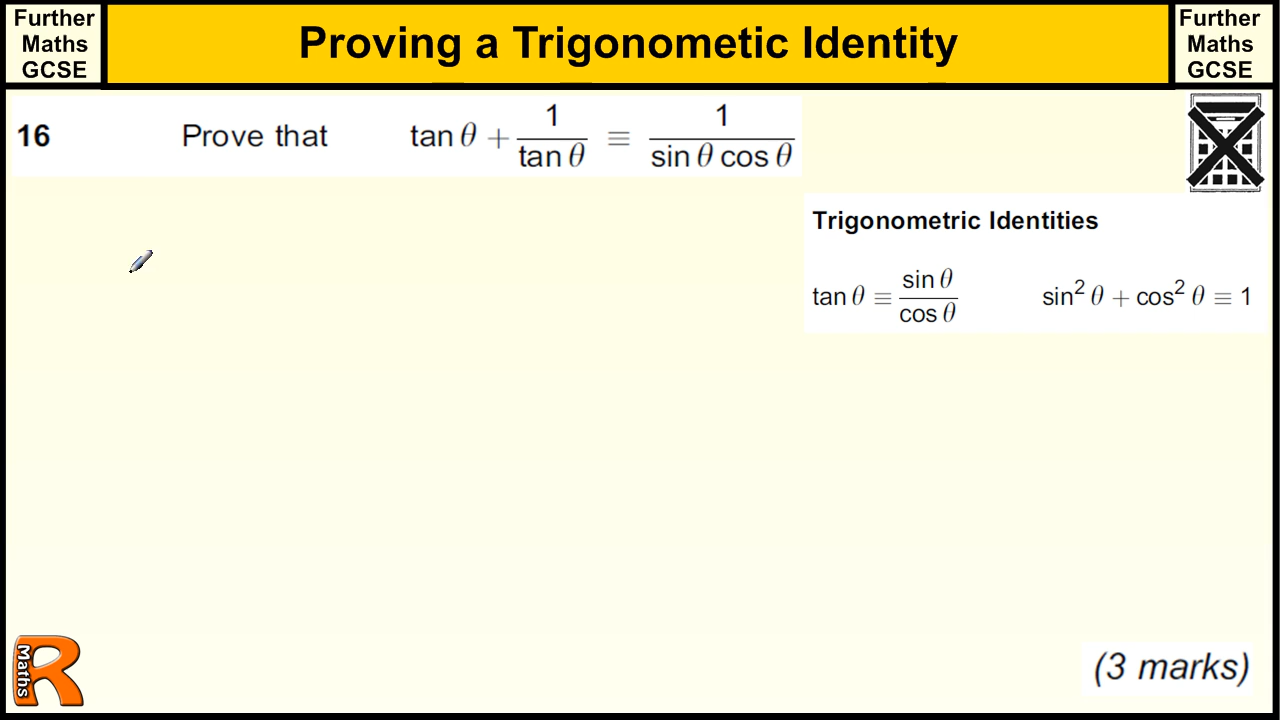 Further
Maths
GCSE
Proving a Trigonometic Identity
Further
Maths
GCSE
16 Prove that tan θ + 1/tan θ ≡ 1/sin θ cos θ
Trigonometric Identities
tan θ ≡ sin θ/cos θ sin² θ + cos² θ ≡ 1
R Maths
(3 marks)